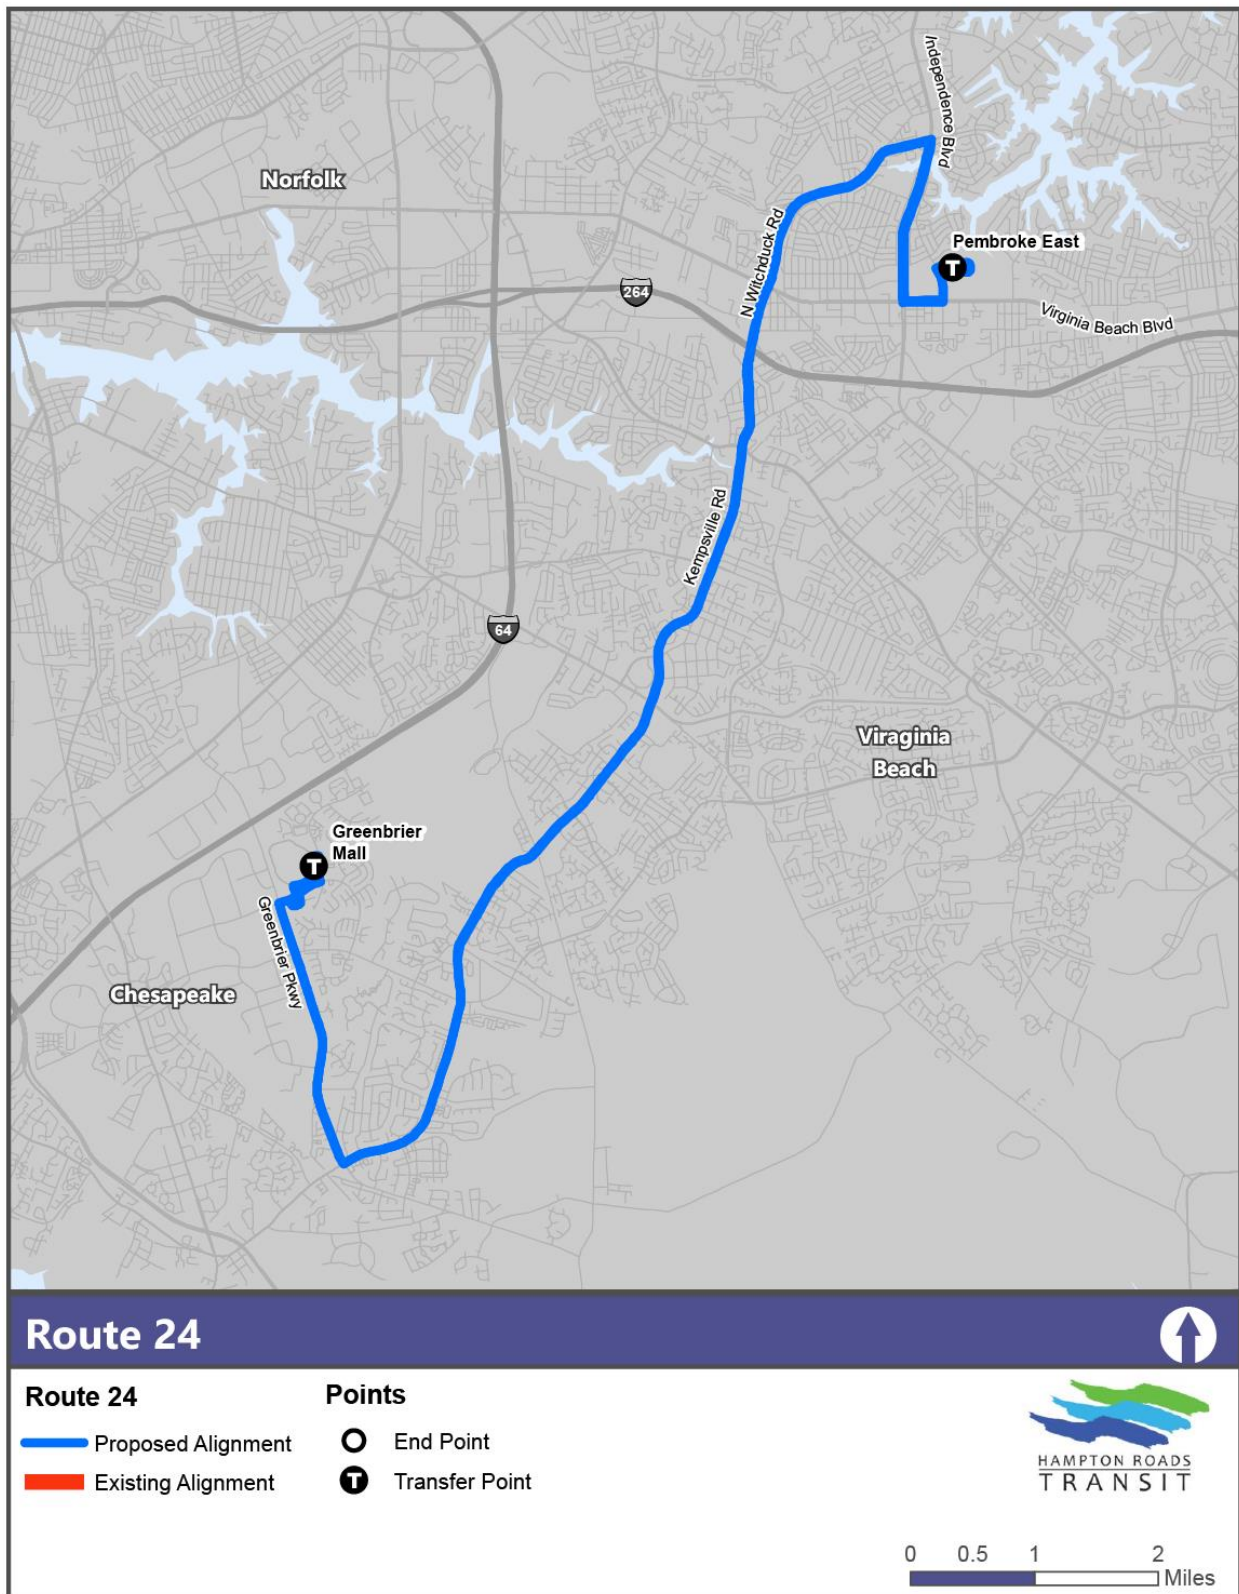 Independence Blvd
Norfolk
N Witchduck Rd
Pembroke East
T
264
Virginia Beach Blvd
Kempsville Rd
64
Viraginia
Beach
Greenbrier
Mall
T
Greenbrier Pkwy
Chesapeake
Route 24
Route 24
Points
Proposed Alignment
End Point
Existing Alignment
T
Transfer Point
HAMPTON ROADS
TRANSIT
0 0.5 1 2
Miles